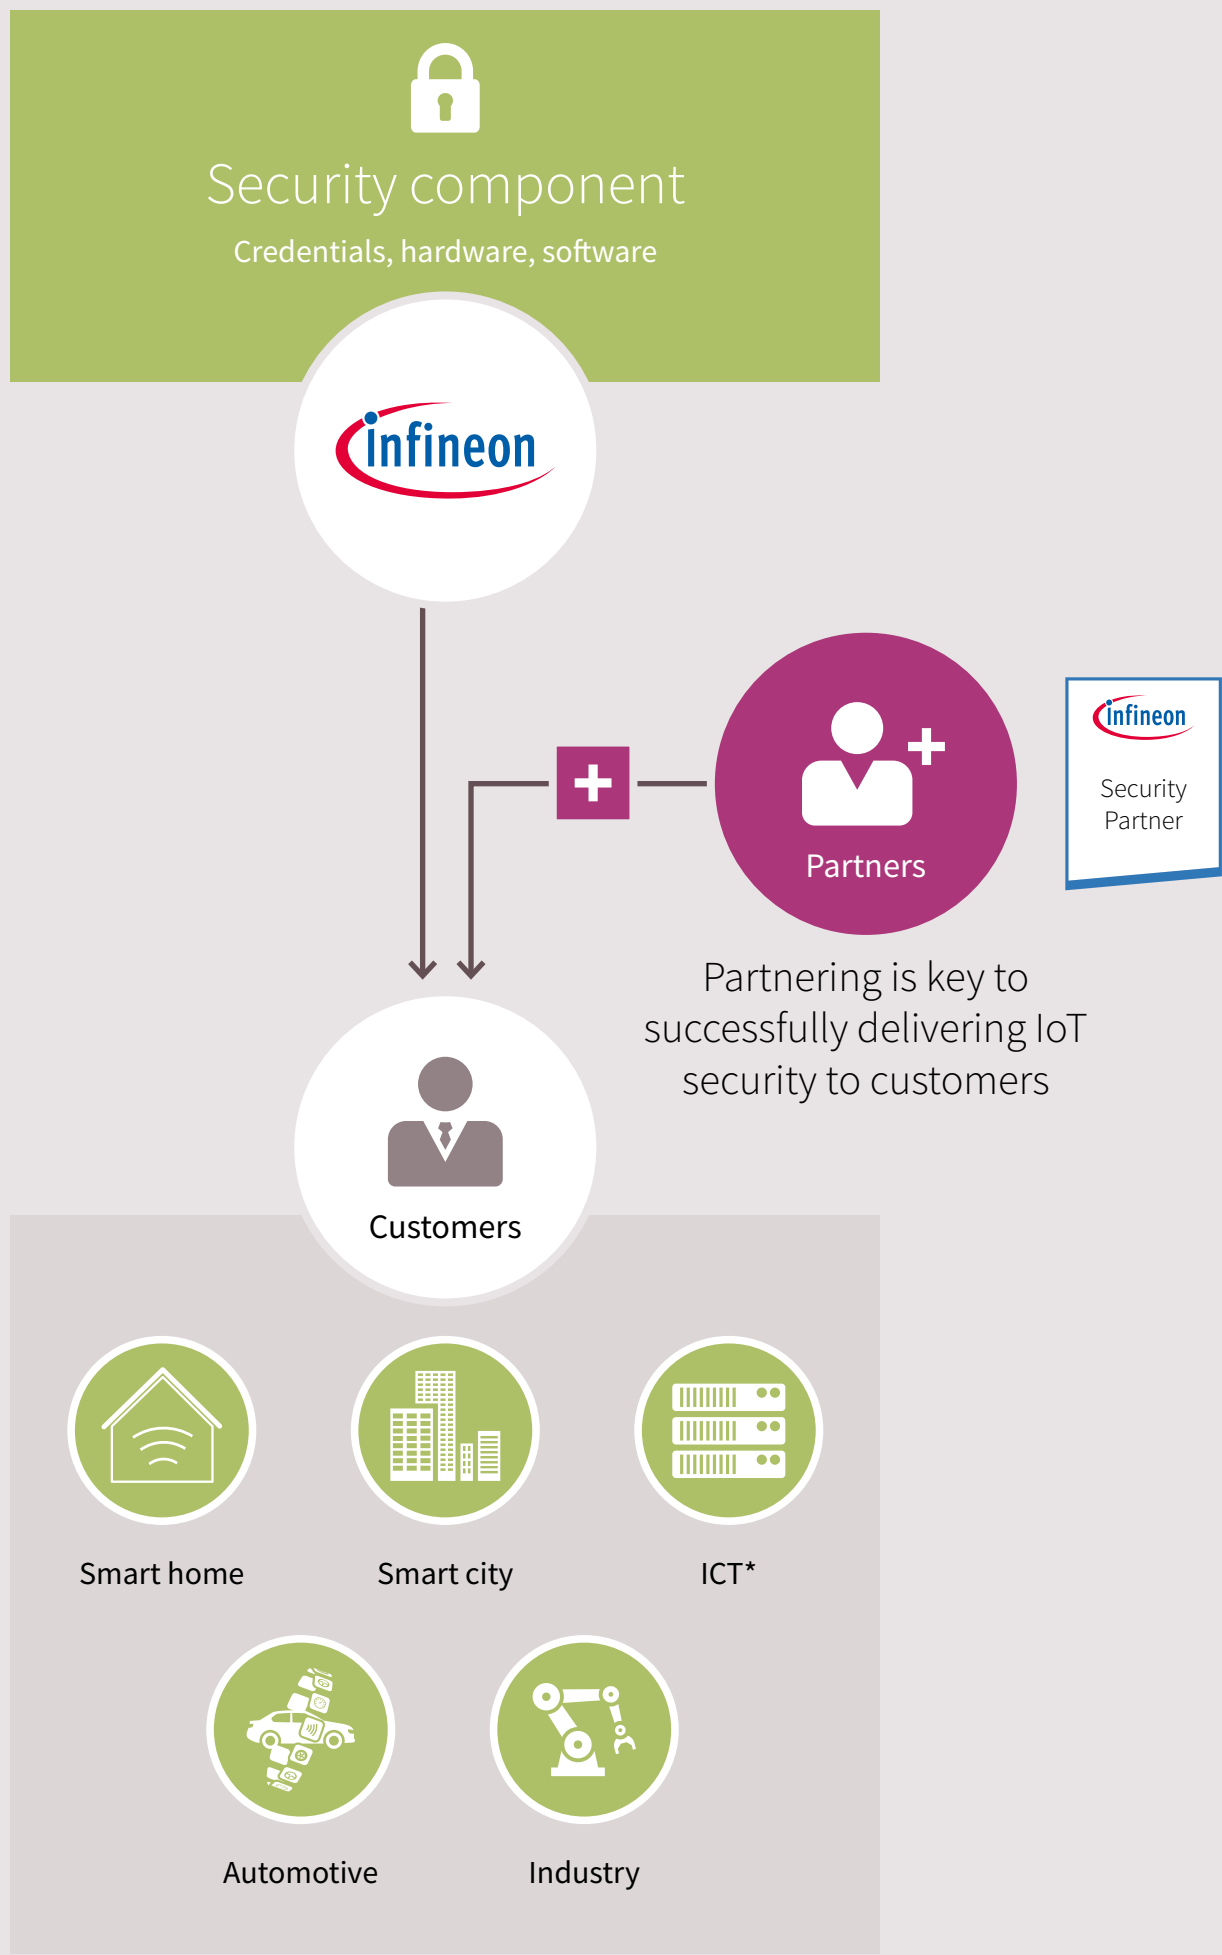 Security component
Credentials, hardware, software
infineon
infineon
Security
Partner
Partners
Partnering is key to
successfully delivering IoT
security to customers
Customers
Smart home
Smart city
ICT*
Automotive
Industry